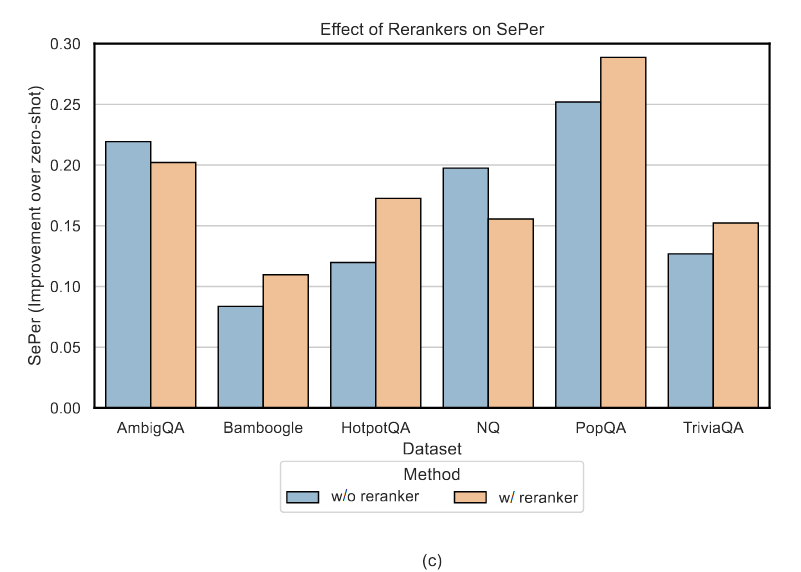 Effect of Rerankers on SePer
SePer (Improvement over zero-shot)
0.30
0.25
0.20
0.15
0.10
0.05
0.00
AmbigQA Bamboogle HotpotQA NQ PopQA TriviaQA
Dataset
Method
w/o reranker w/ reranker
(c)